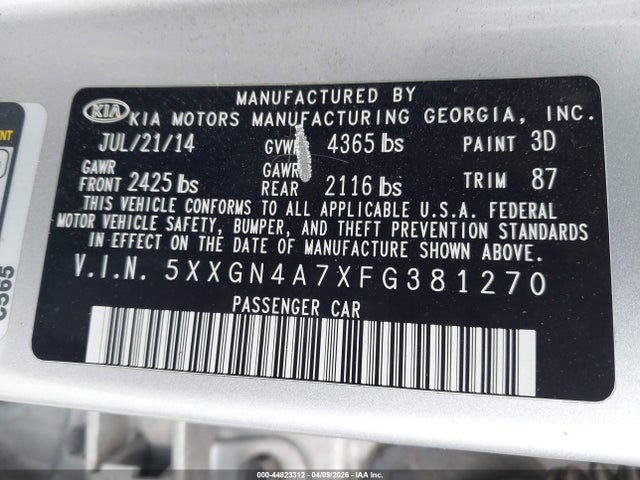 KIA
MANUFACTURED BY
KIA MOTORS MANUFACTURING GEORGIA, INC.
JUL/21/14 GVWR 4365 lbs PAINT 3D
GAWR FRONT 2425 lbs GAWR REAR 2116 lbs TRIM 87
THIS VEHICLE CONFORMS TO ALL APPLICABLE U.S.A. FEDERAL
MOTOR VEHICLE SAFETY, BUMPER, AND THEFT PREVENTION STANDARDS
IN EFFECT ON THE DATE OF MANUFACTURE SHOWN ABOVE.
V.I.N. 5XXGN4A7XFG381270
PASSENGER CAR
000-44823312 - 04/09/2026 - IAA Inc.